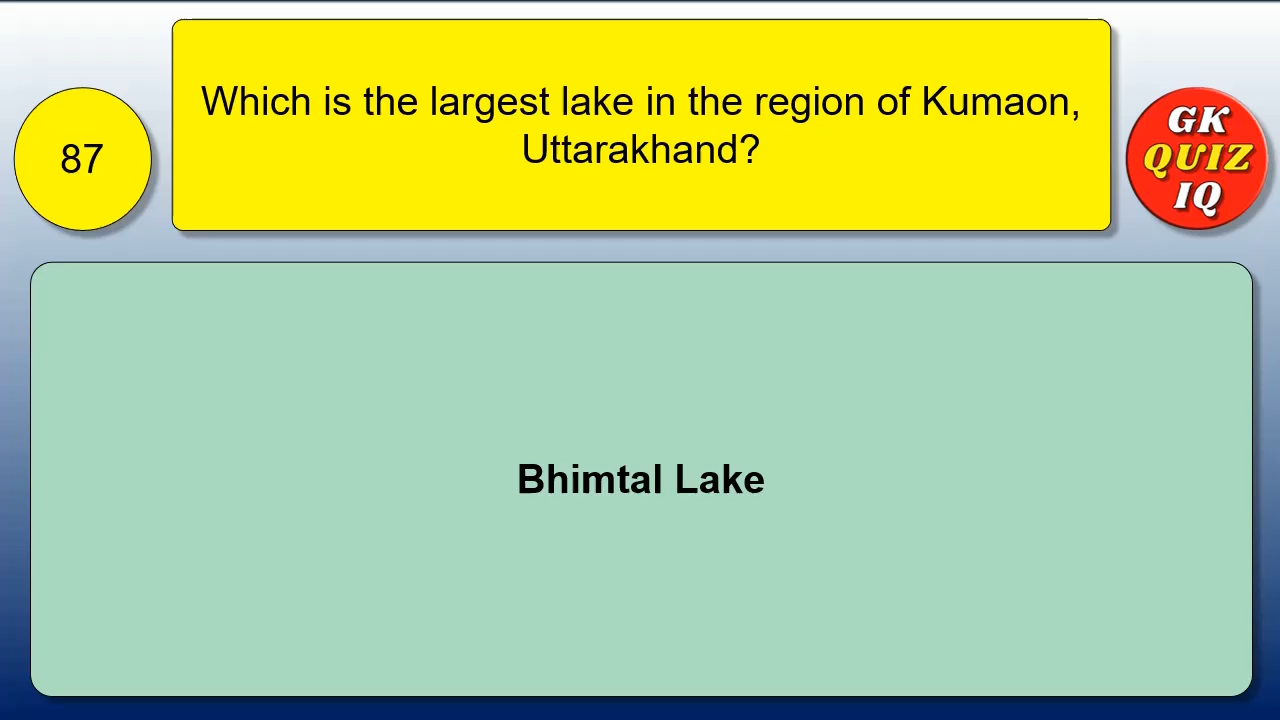 Which is the largest lake in the region of Kumaon,
Uttarakhand?
87
GK
QUIZ
IQ
Bhimtal Lake